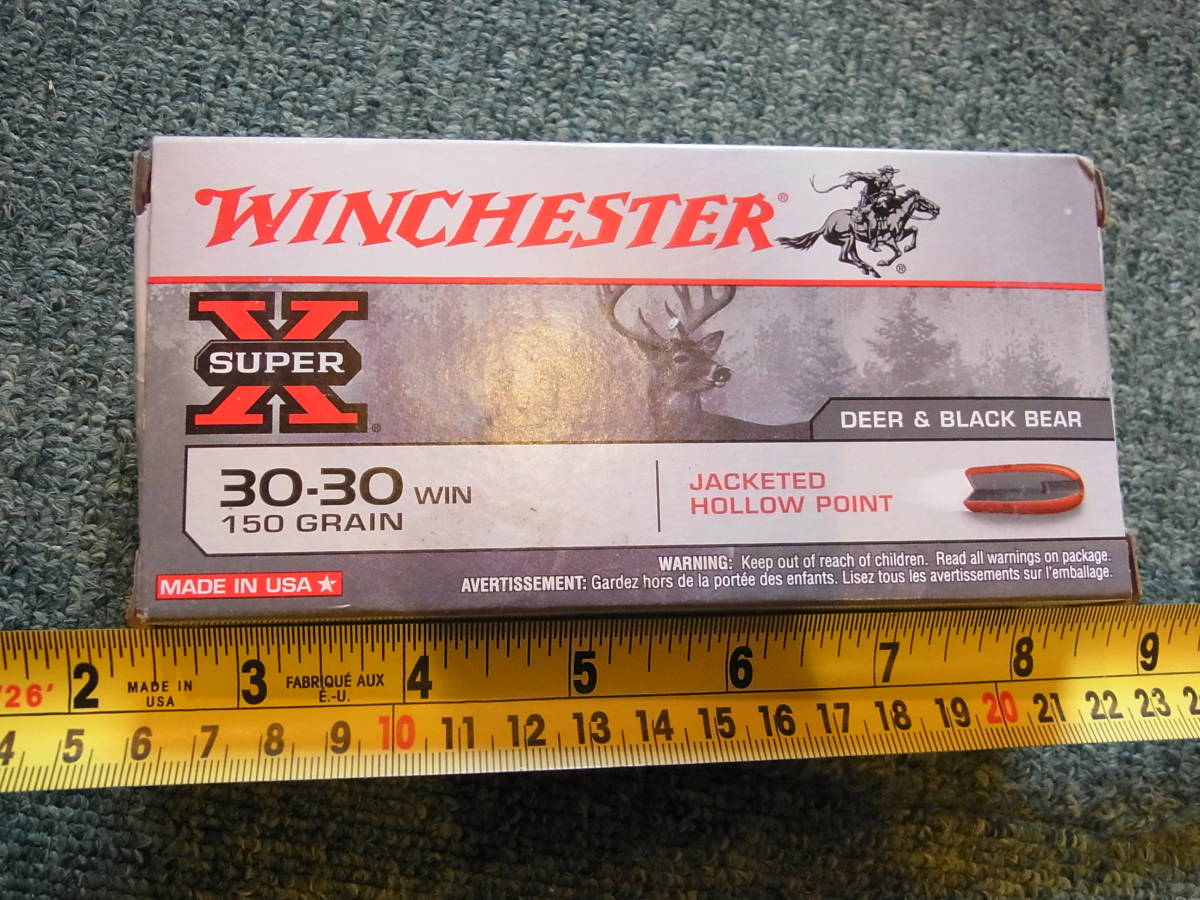 WINCHESTER®
®
SUPER X®
DEER & BLACK BEAR
30-30 WIN
150 GRAIN
JACKETED
HOLLOW POINT
WARNING: Keep out of reach of children. Read all warnings on package.
AVERTISSEMENT: Gardez hors de la portée des enfants. Lisez tous les avertissements sur l'emballage.
MADE IN USA
/26' 2 3 4 5 6 7 8 9
MADE IN
USA
FABRIQUÉ AUX
É.-U.
4 5 6 7 8 9 10 11 12 13 14 15 16 17 18 19 20 21 22 23 2